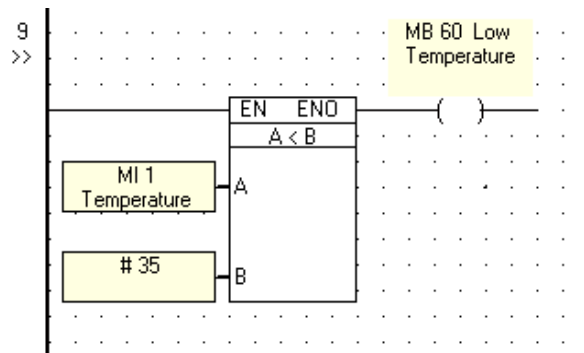 9
>>
MB 60 Low
Temperature
EN ENO
A < B
MI 1
Temperature
A
# 35
B